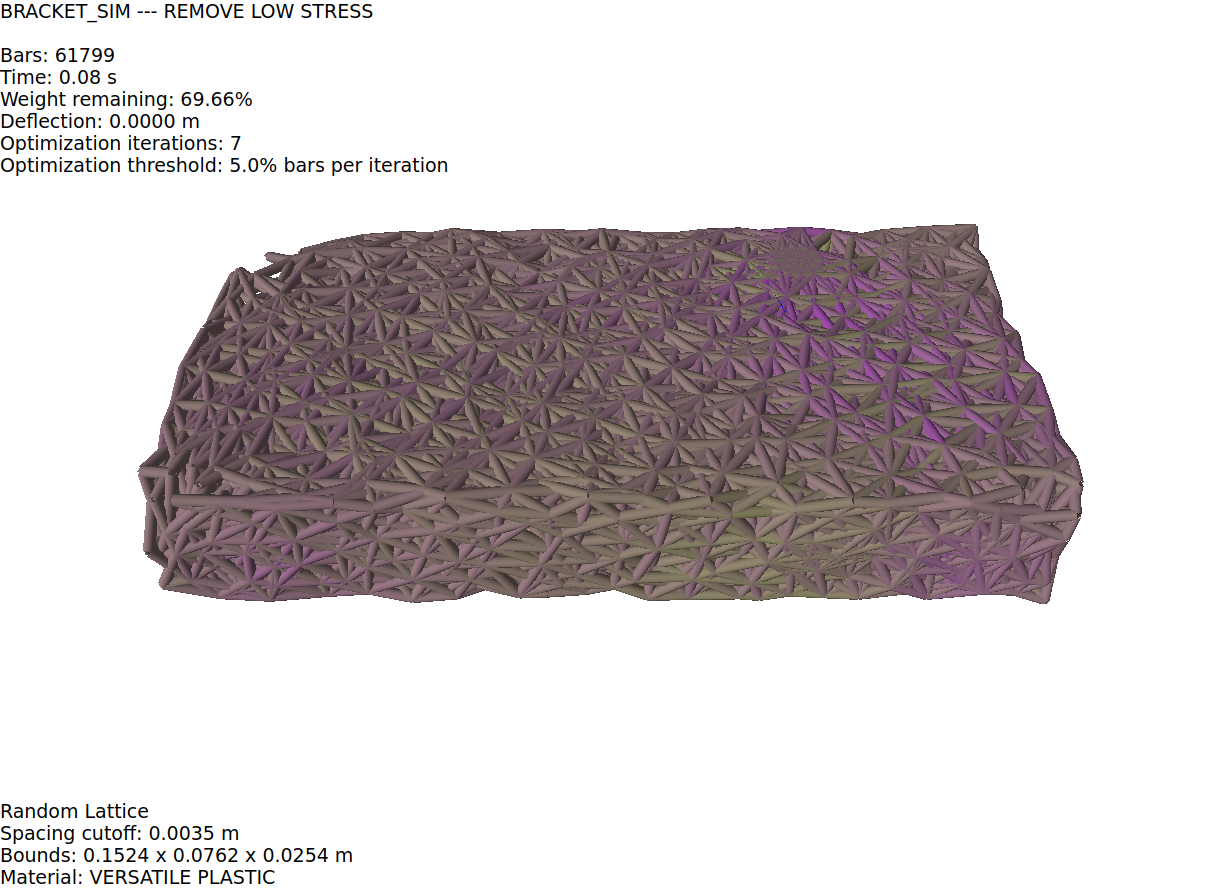 BRACKET_SIM --- REMOVE LOW STRESS
Bars: 61799
Time: 0.08 s
Weight remaining: 69.66%
Deflection: 0.0000 m
Optimization iterations: 7
Optimization threshold: 5.0% bars per iteration
Random Lattice
Spacing cutoff: 0.0035 m
Bounds: 0.1524 x 0.0762 x 0.0254 m
Material: VERSATILE PLASTIC